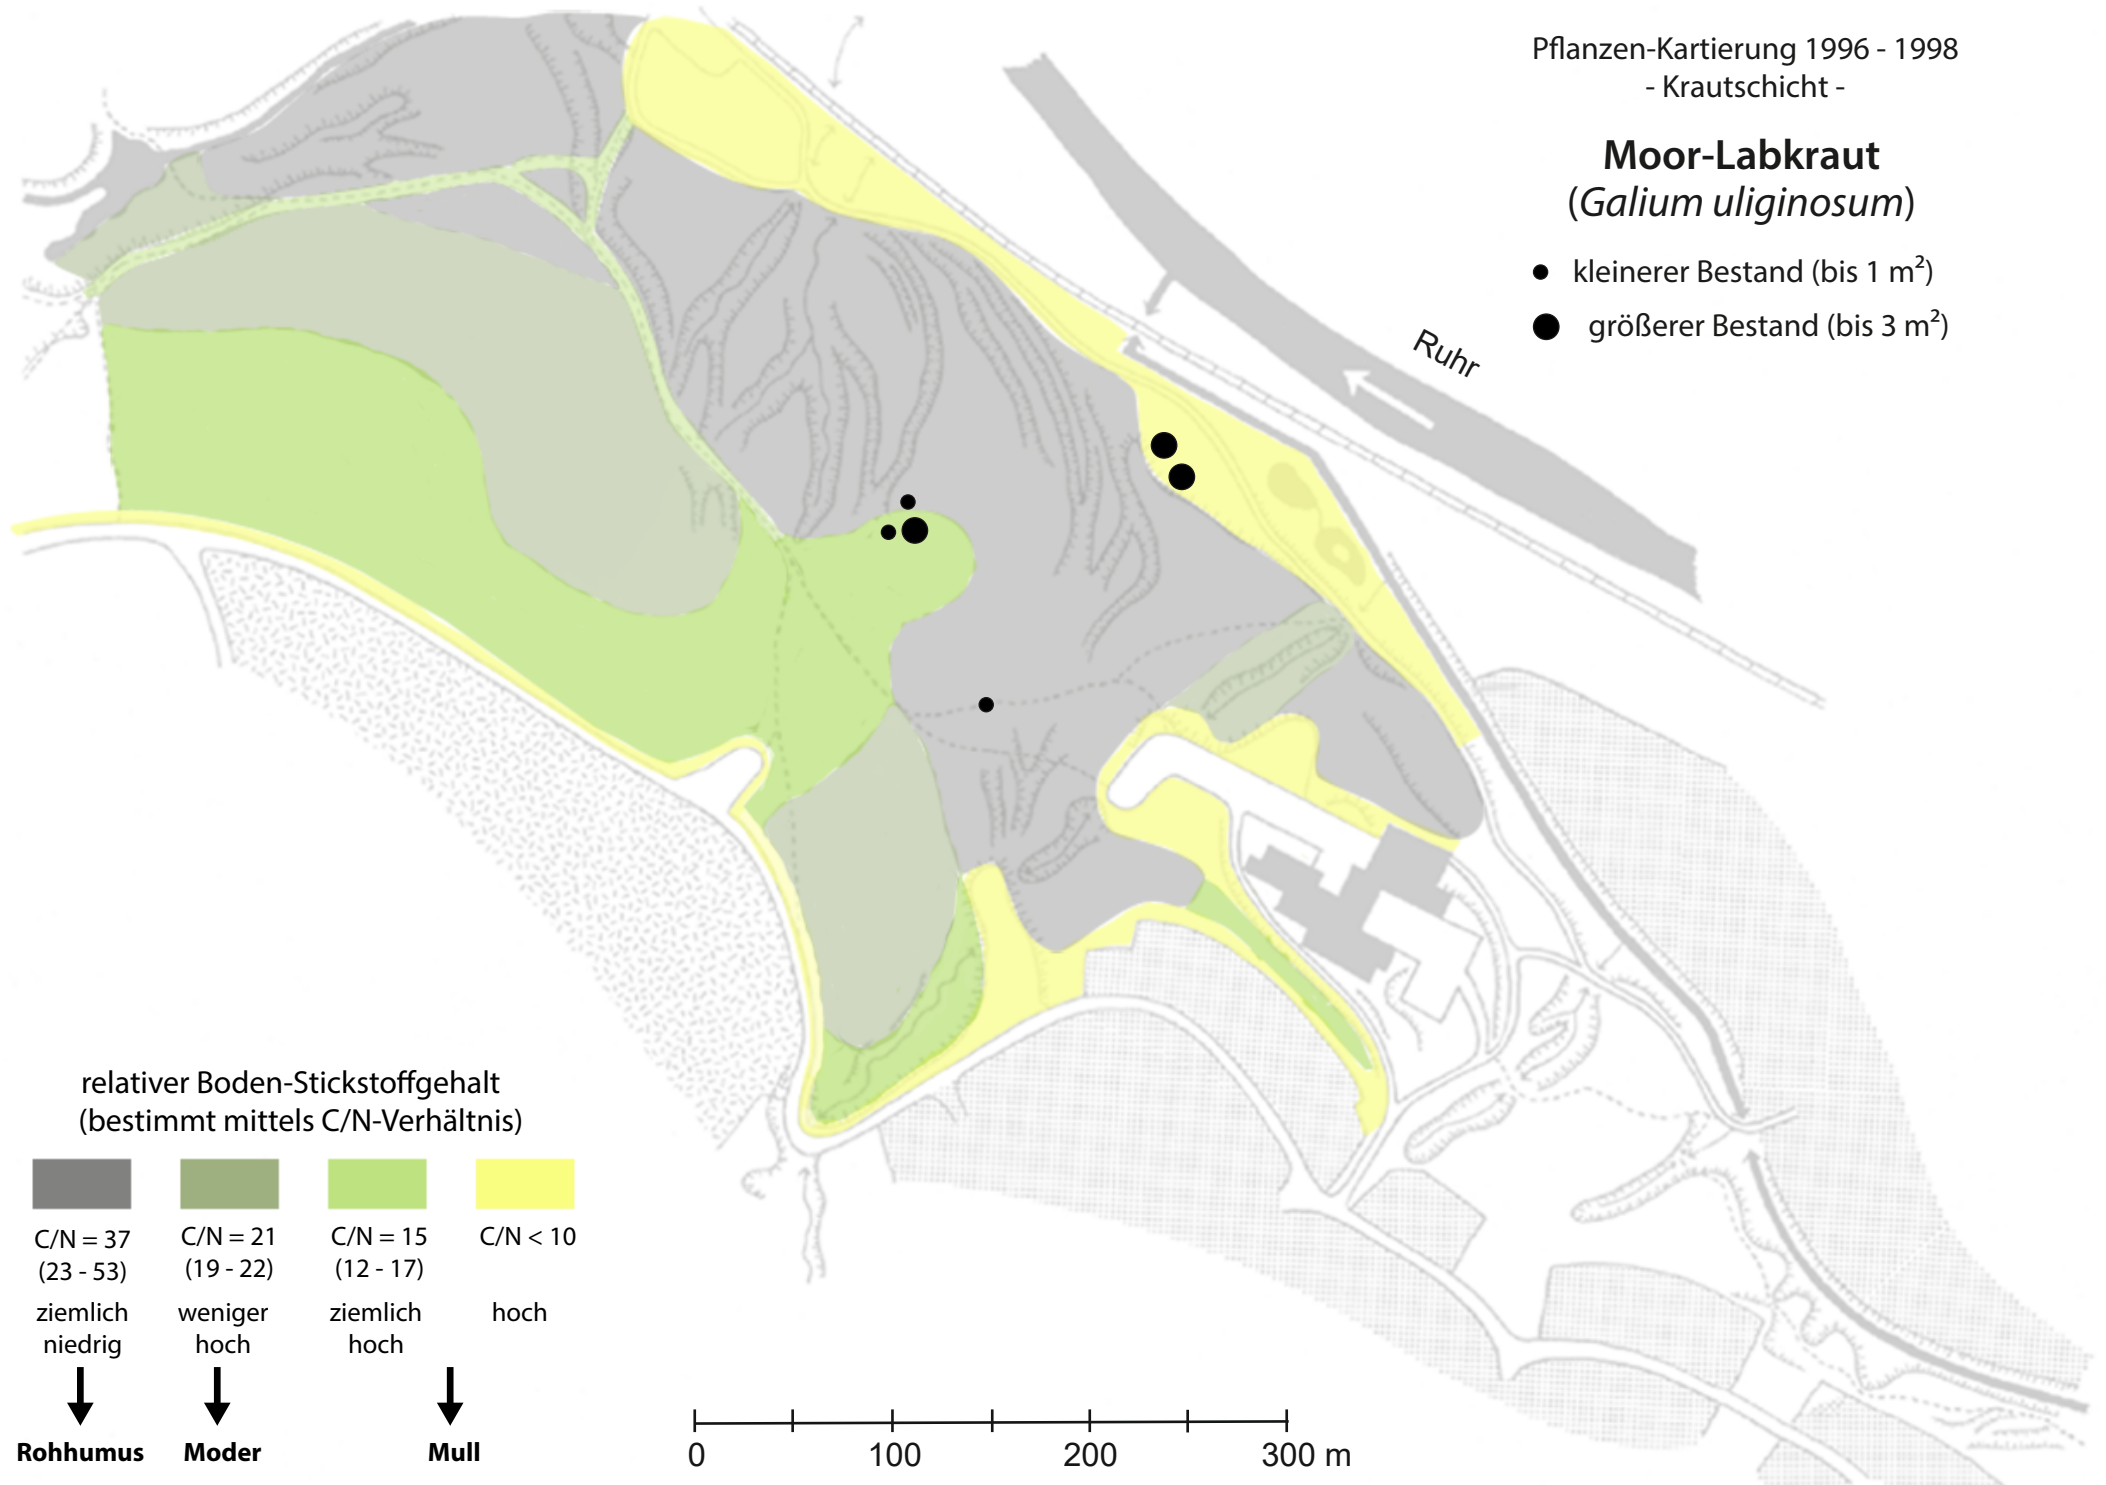 Pflanzen-Kartierung 1996 - 1998
- Krautschicht -
Moor-Labkraut
(Galium uliginosum)
kleinerer Bestand (bis 1 m²)
größerer Bestand (bis 3 m²)
Ruhr
relativer Boden-Stickstoffgehalt
(bestimmt mittels C/N-Verhältnis)
C/N = 37 C/N = 21 C/N = 15 C/N < 10
(23 - 53) (19 - 22) (12 - 17)
ziemlich weniger ziemlich hoch
niedrig hoch hoch
Rohhumus Moder Mull
0 100 200 300 m